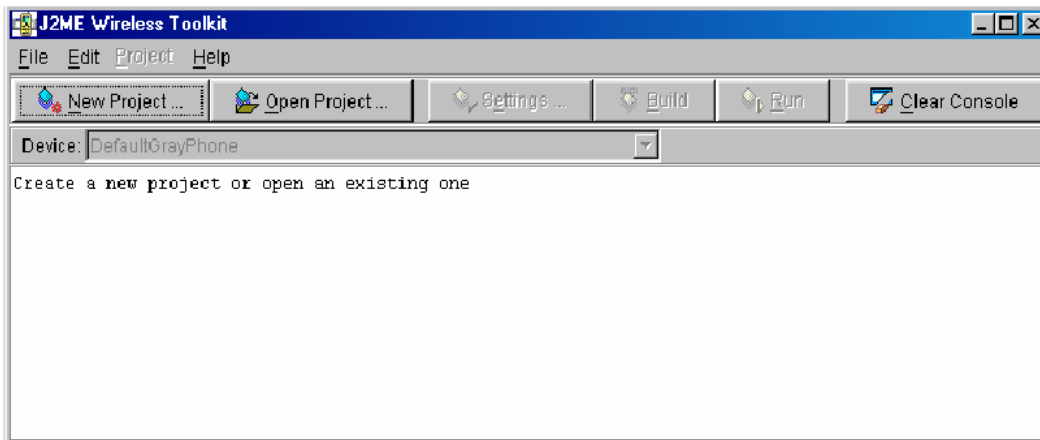 J2ME Wireless Toolkit
File Edit Project Help
New Project ... Open Project ... Settings ... Build Run Clear Console
Device: DefaultGrayPhone
Create a new project or open an existing one